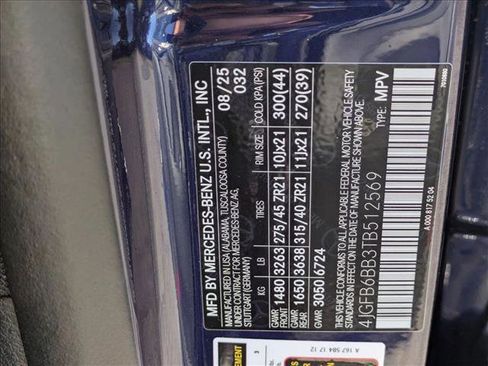 MFD BY MERCEDES-BENZ U.S. INTL., INC
MANUFACTURED IN USA (ALABAMA, TUSCALOOSA COUNTY)
UNDER CONTRACT FOR MERCEDES-BENZ AG,
STUTTGART (GERMANY)
08/25
032
KG LB TIRES RIM SIZE COLD KPA (PSI)
GAWR FRONT 1480 3263 275/45 ZR21 10JX21 300(44)
GAWR REAR 1650 3638 315/40 ZR21 11JX21 270(39)
GVWR 3050 6724
THIS VEHICLE CONFORMS TO ALL APPLICABLE FEDERAL MOTOR VEHICLE SAFETY
STANDARDS IN EFFECT ON THE DATE OF MANUFACTURE SHOWN ABOVE.
4JGFB6BB3TB512569
TYPE: MPV
A 000 817 52 04
A 167 584 17 12
3